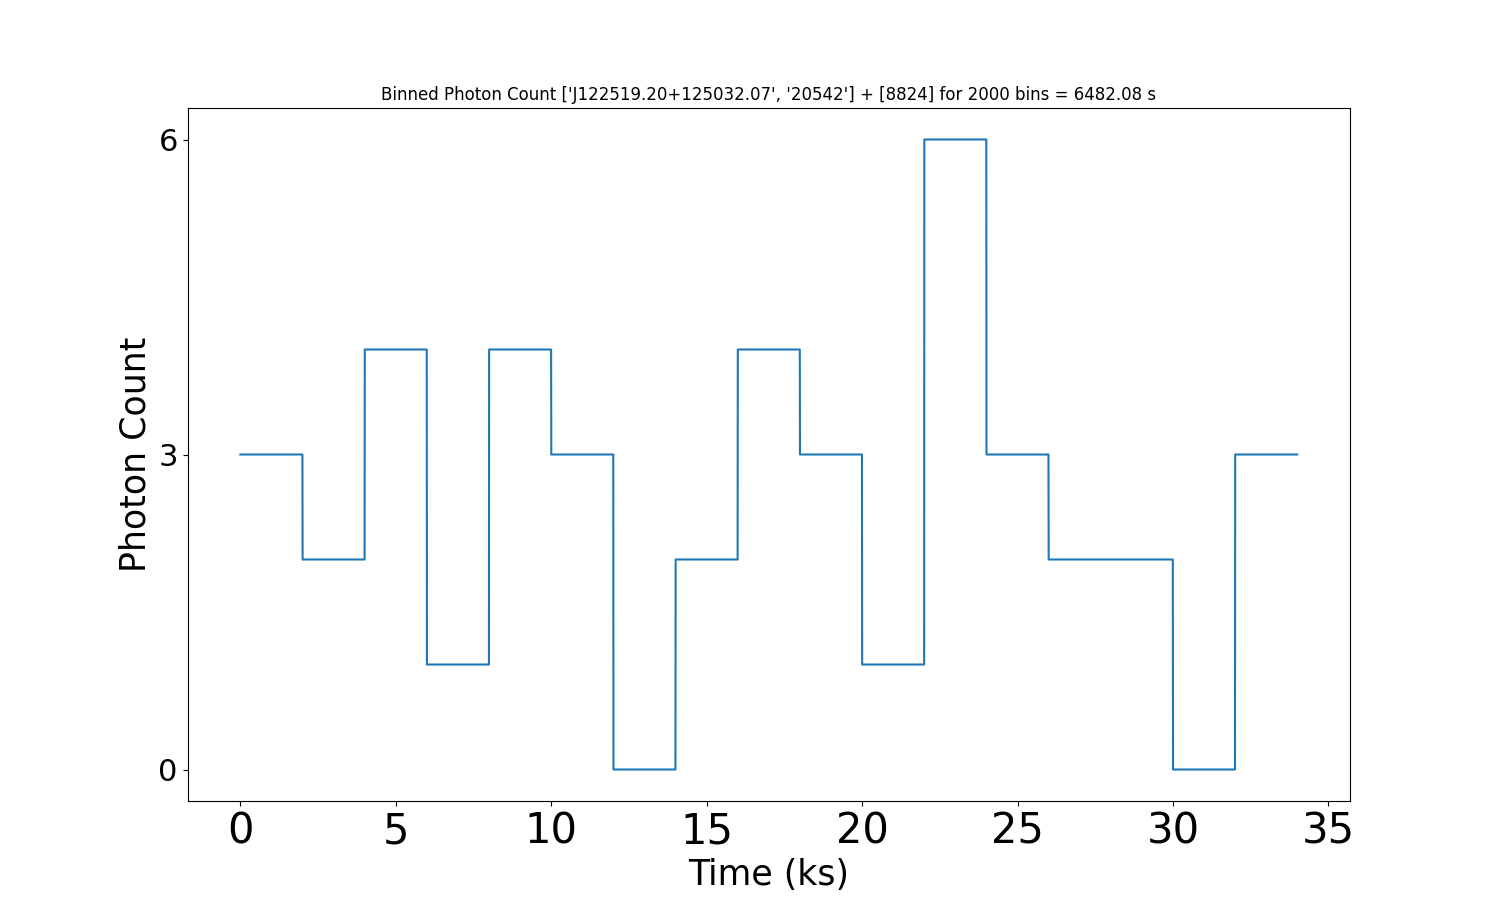 Binned Photon Count ['J122519.20+125032.07', '20542'] + [8824] for 2000 bins = 6482.08 s
6
3
0
Photon Count
0 5 10 15 20 25 30 35
Time (ks)